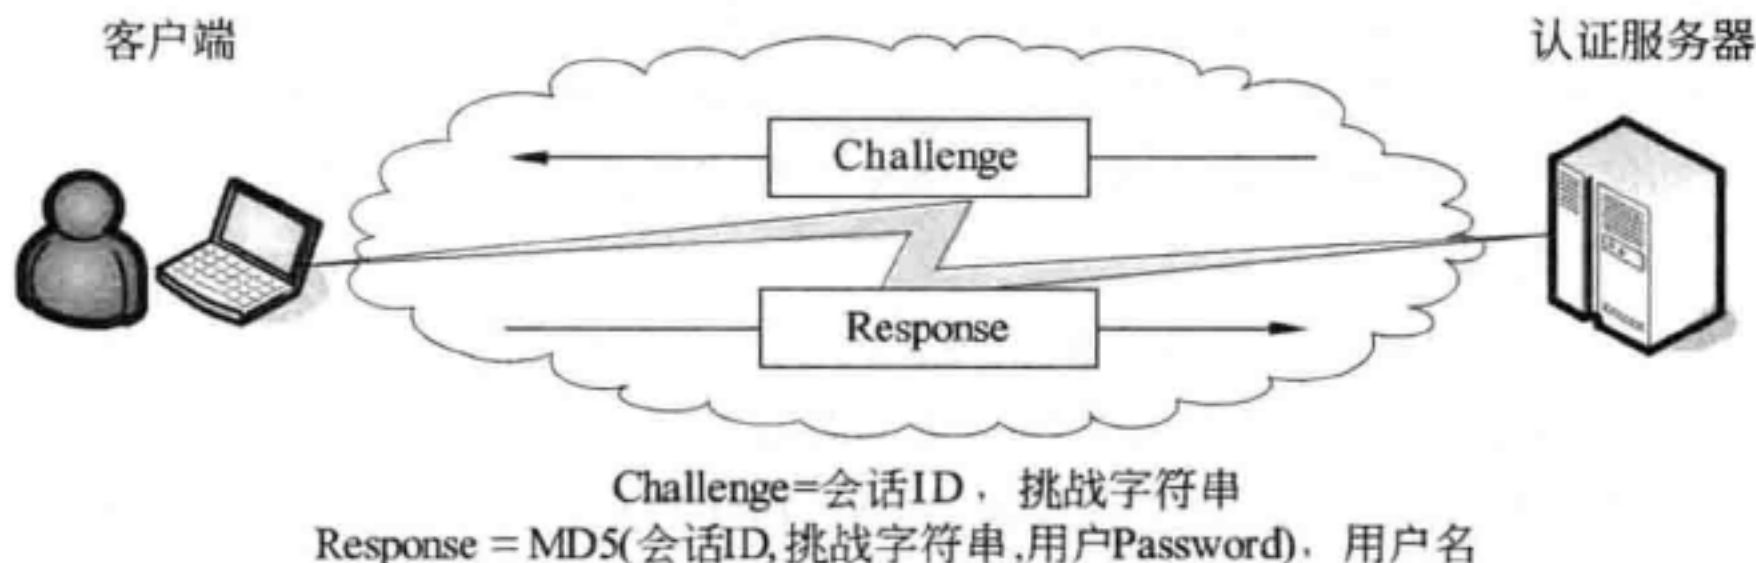 客户端
认证服务器
Challenge
Response
Challenge=会话ID，挑战字符串
Response = MD5(会话ID,挑战字符串,用户Password)，用户名